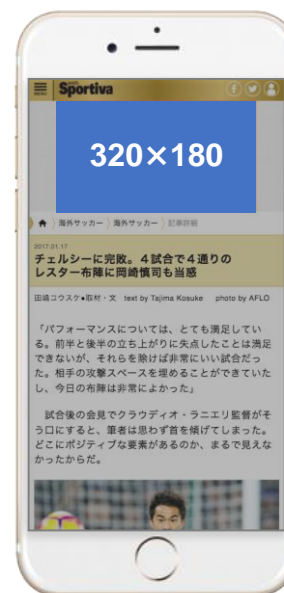 MENU
Sportiva
320×180
海外サッカー 〉 海外サッカー 〉 記事詳細
2017.01.17
チェルシーに完敗。4試合で4通りの
レスター布陣に岡崎慎司も当惑
田嶋コウスケ●取材・文 text by Tajima Kosuke photo by AFLO
「パフォーマンスについては、とても満足してい
る。前半と後半の立ち上がりに失点したことは満足
できないが、それらを除けば非常にいい試合だっ
た。相手の攻撃スペースを埋めることができていた
し、今日の布陣は非常によかった」
試合後の会見でクラウディオ・ラニエリ監督がそ
う口にすると、筆者は思わず首を傾げてしまった。
どこにポジティブな要素があるのか、まるで見えな
かったからだ。